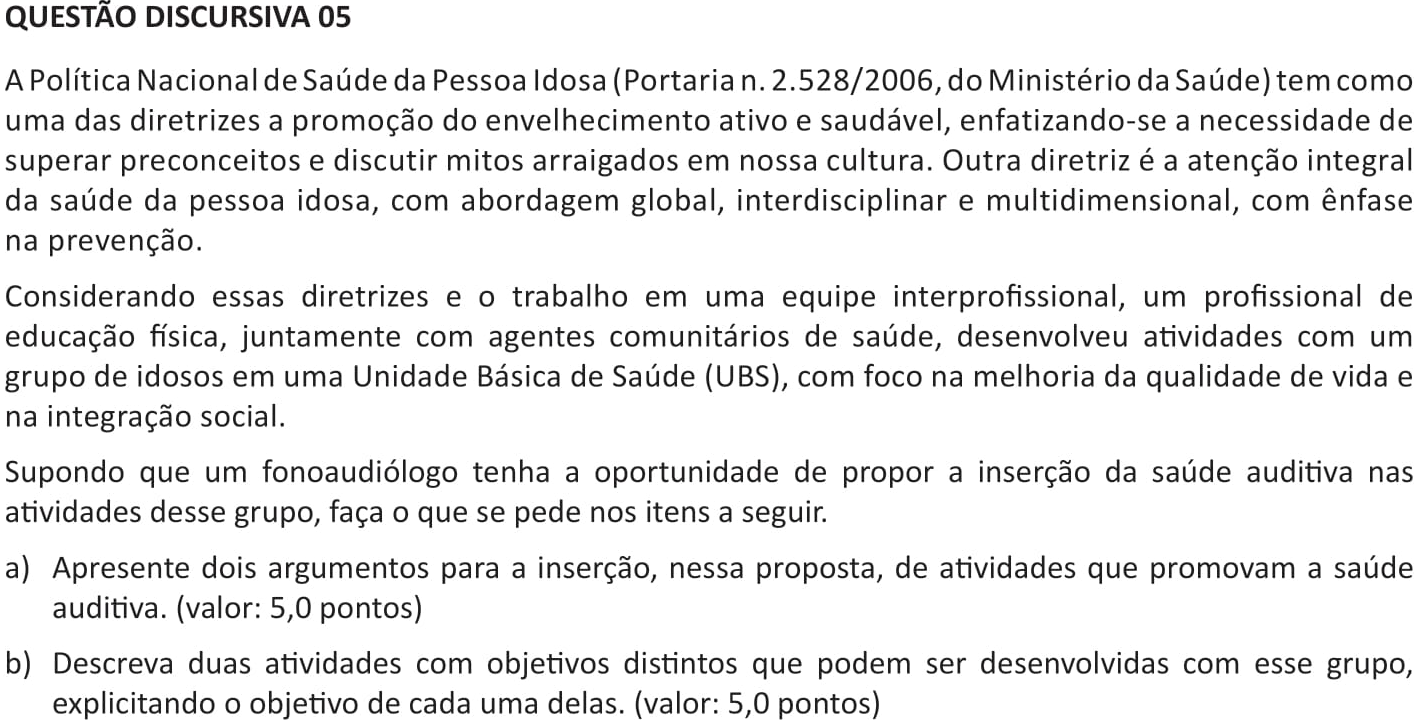 QUESTÃO DISCURSIVA 05
A Política Nacional de Saúde da Pessoa Idosa (Portaria n. 2.528/2006, do Ministério da Saúde) tem como
uma das diretrizes a promoção do envelhecimento ativo e saudável, enfatizando-se a necessidade de
superar preconceitos e discutir mitos arraigados em nossa cultura. Outra diretriz é a atenção integral
da saúde da pessoa idosa, com abordagem global, interdisciplinar e multidimensional, com ênfase
na prevenção.
Considerando essas diretrizes e o trabalho em uma equipe interprofissional, um profissional de
educação física, juntamente com agentes comunitários de saúde, desenvolveu atividades com um
grupo de idosos em uma Unidade Básica de Saúde (UBS), com foco na melhoria da qualidade de vida e
na integração social.
Supondo que um fonoaudiólogo tenha a oportunidade de propor a inserção da saúde auditiva nas
atividades desse grupo, faça o que se pede nos itens a seguir.
a) Apresente dois argumentos para a inserção, nessa proposta, de atividades que promovam a saúde
auditiva. (valor: 5,0 pontos)
b) Descreva duas atividades com objetivos distintos que podem ser desenvolvidas com esse grupo,
explicitando o objetivo de cada uma delas. (valor: 5,0 pontos)